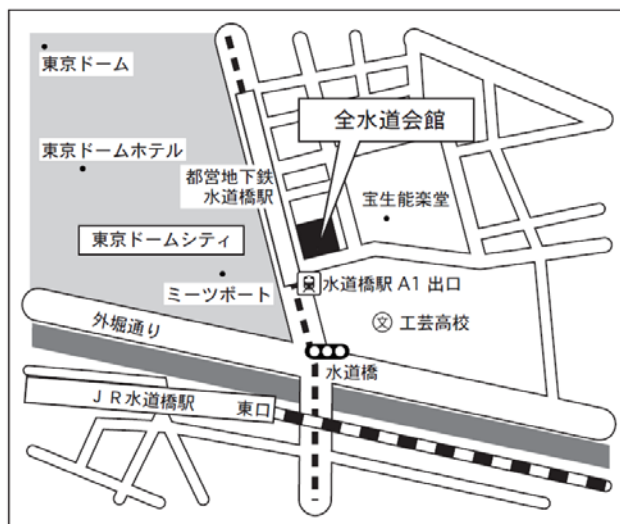 東京ドーム
全水道会館
東京ドームホテル
都営地下鉄
水道橋駅
宝生能楽堂
東京ドームシティ
ミーツポート
水道橋駅 A1 出口
外堀通り
文 工芸高校
水道橋
JR水道橋駅 東口